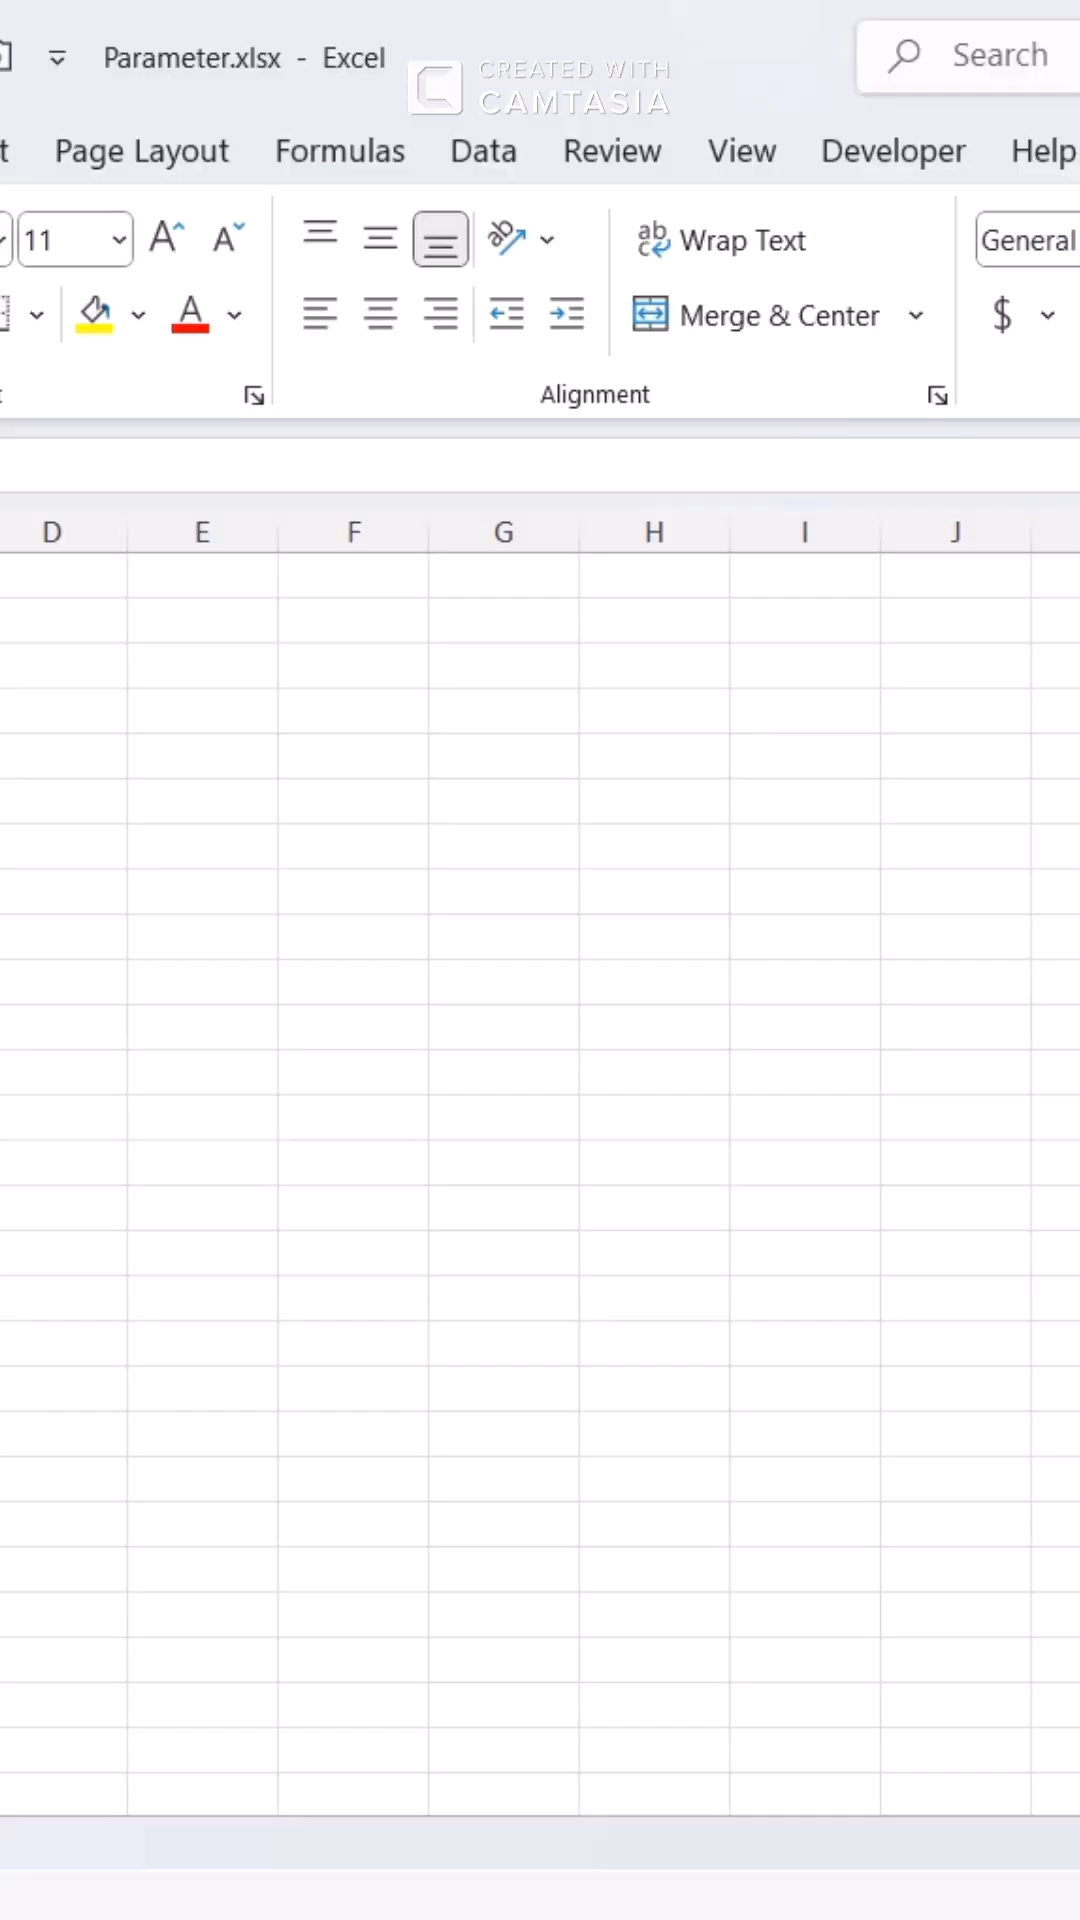 Parameter.xlsx - Excel
Search
CREATED WITH
CAMTASIA
t Page Layout Formulas Data Review View Developer Help
11 A A ab Wrap Text General
A Merge & Center $
Alignment
D E F G H I J